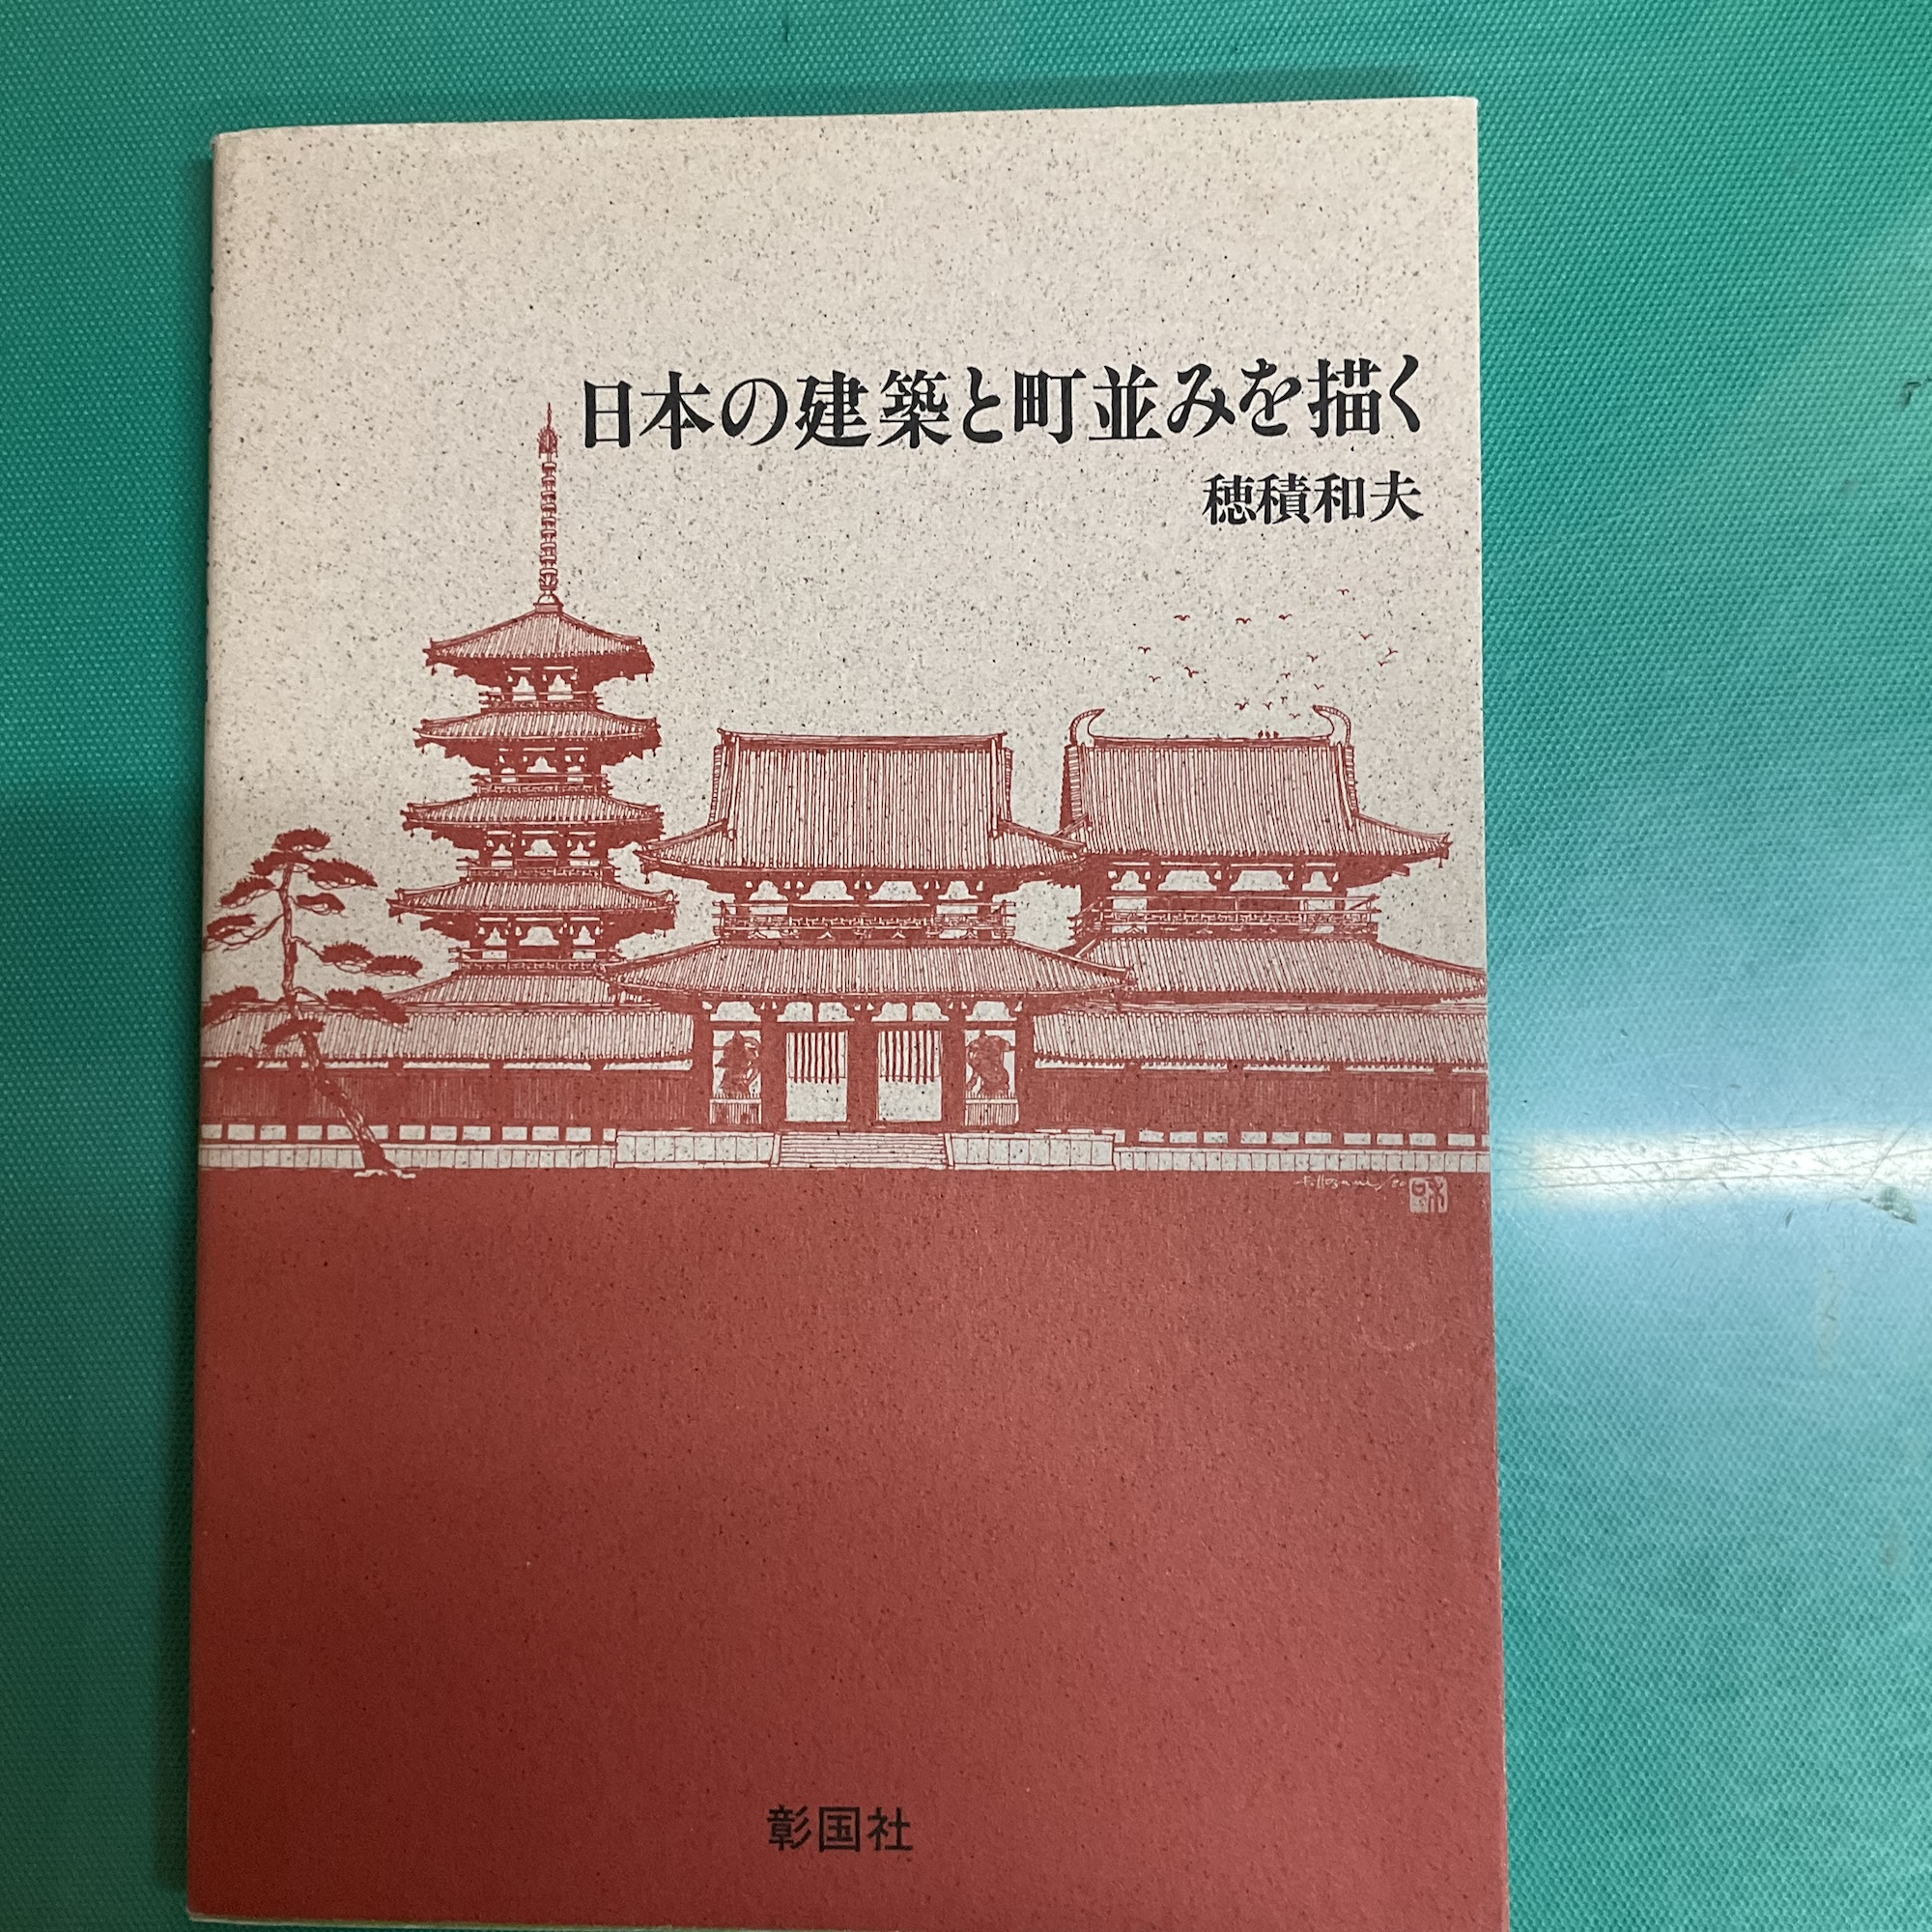 日本の建築と町並みを描く
穂積和夫
彰国社